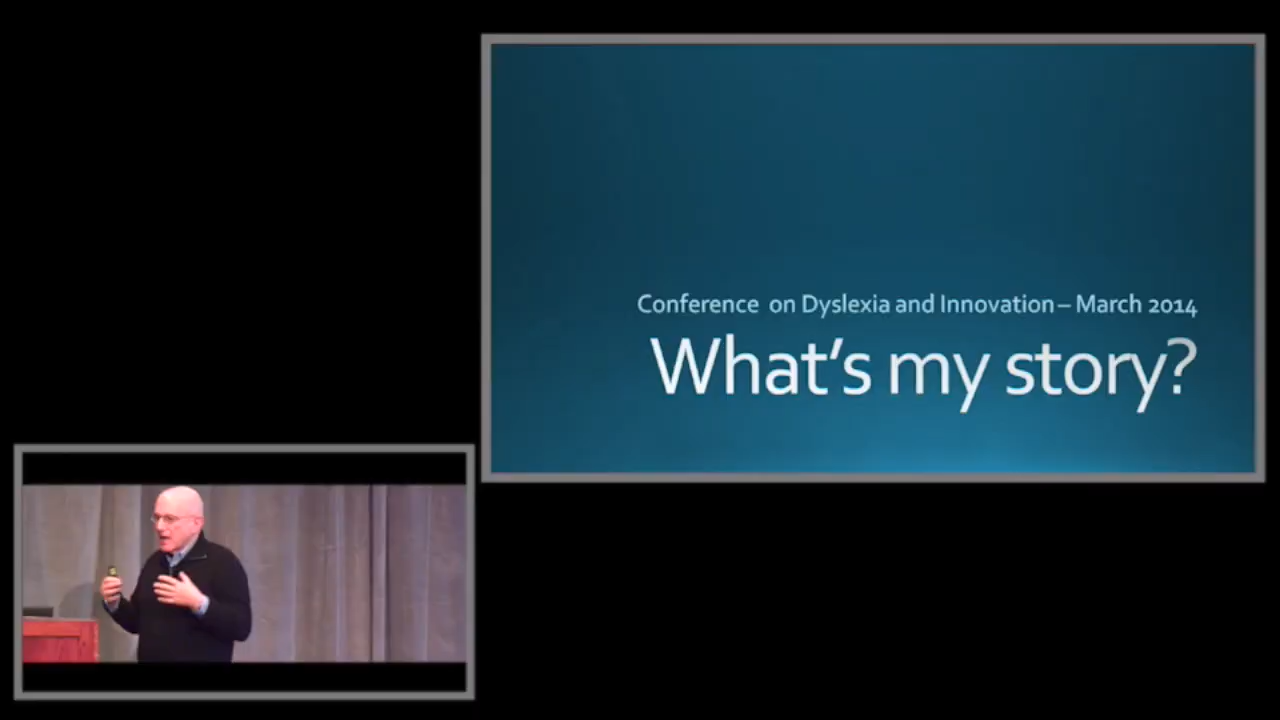 Conference on Dyslexia and Innovation – March 2014
What's my story?